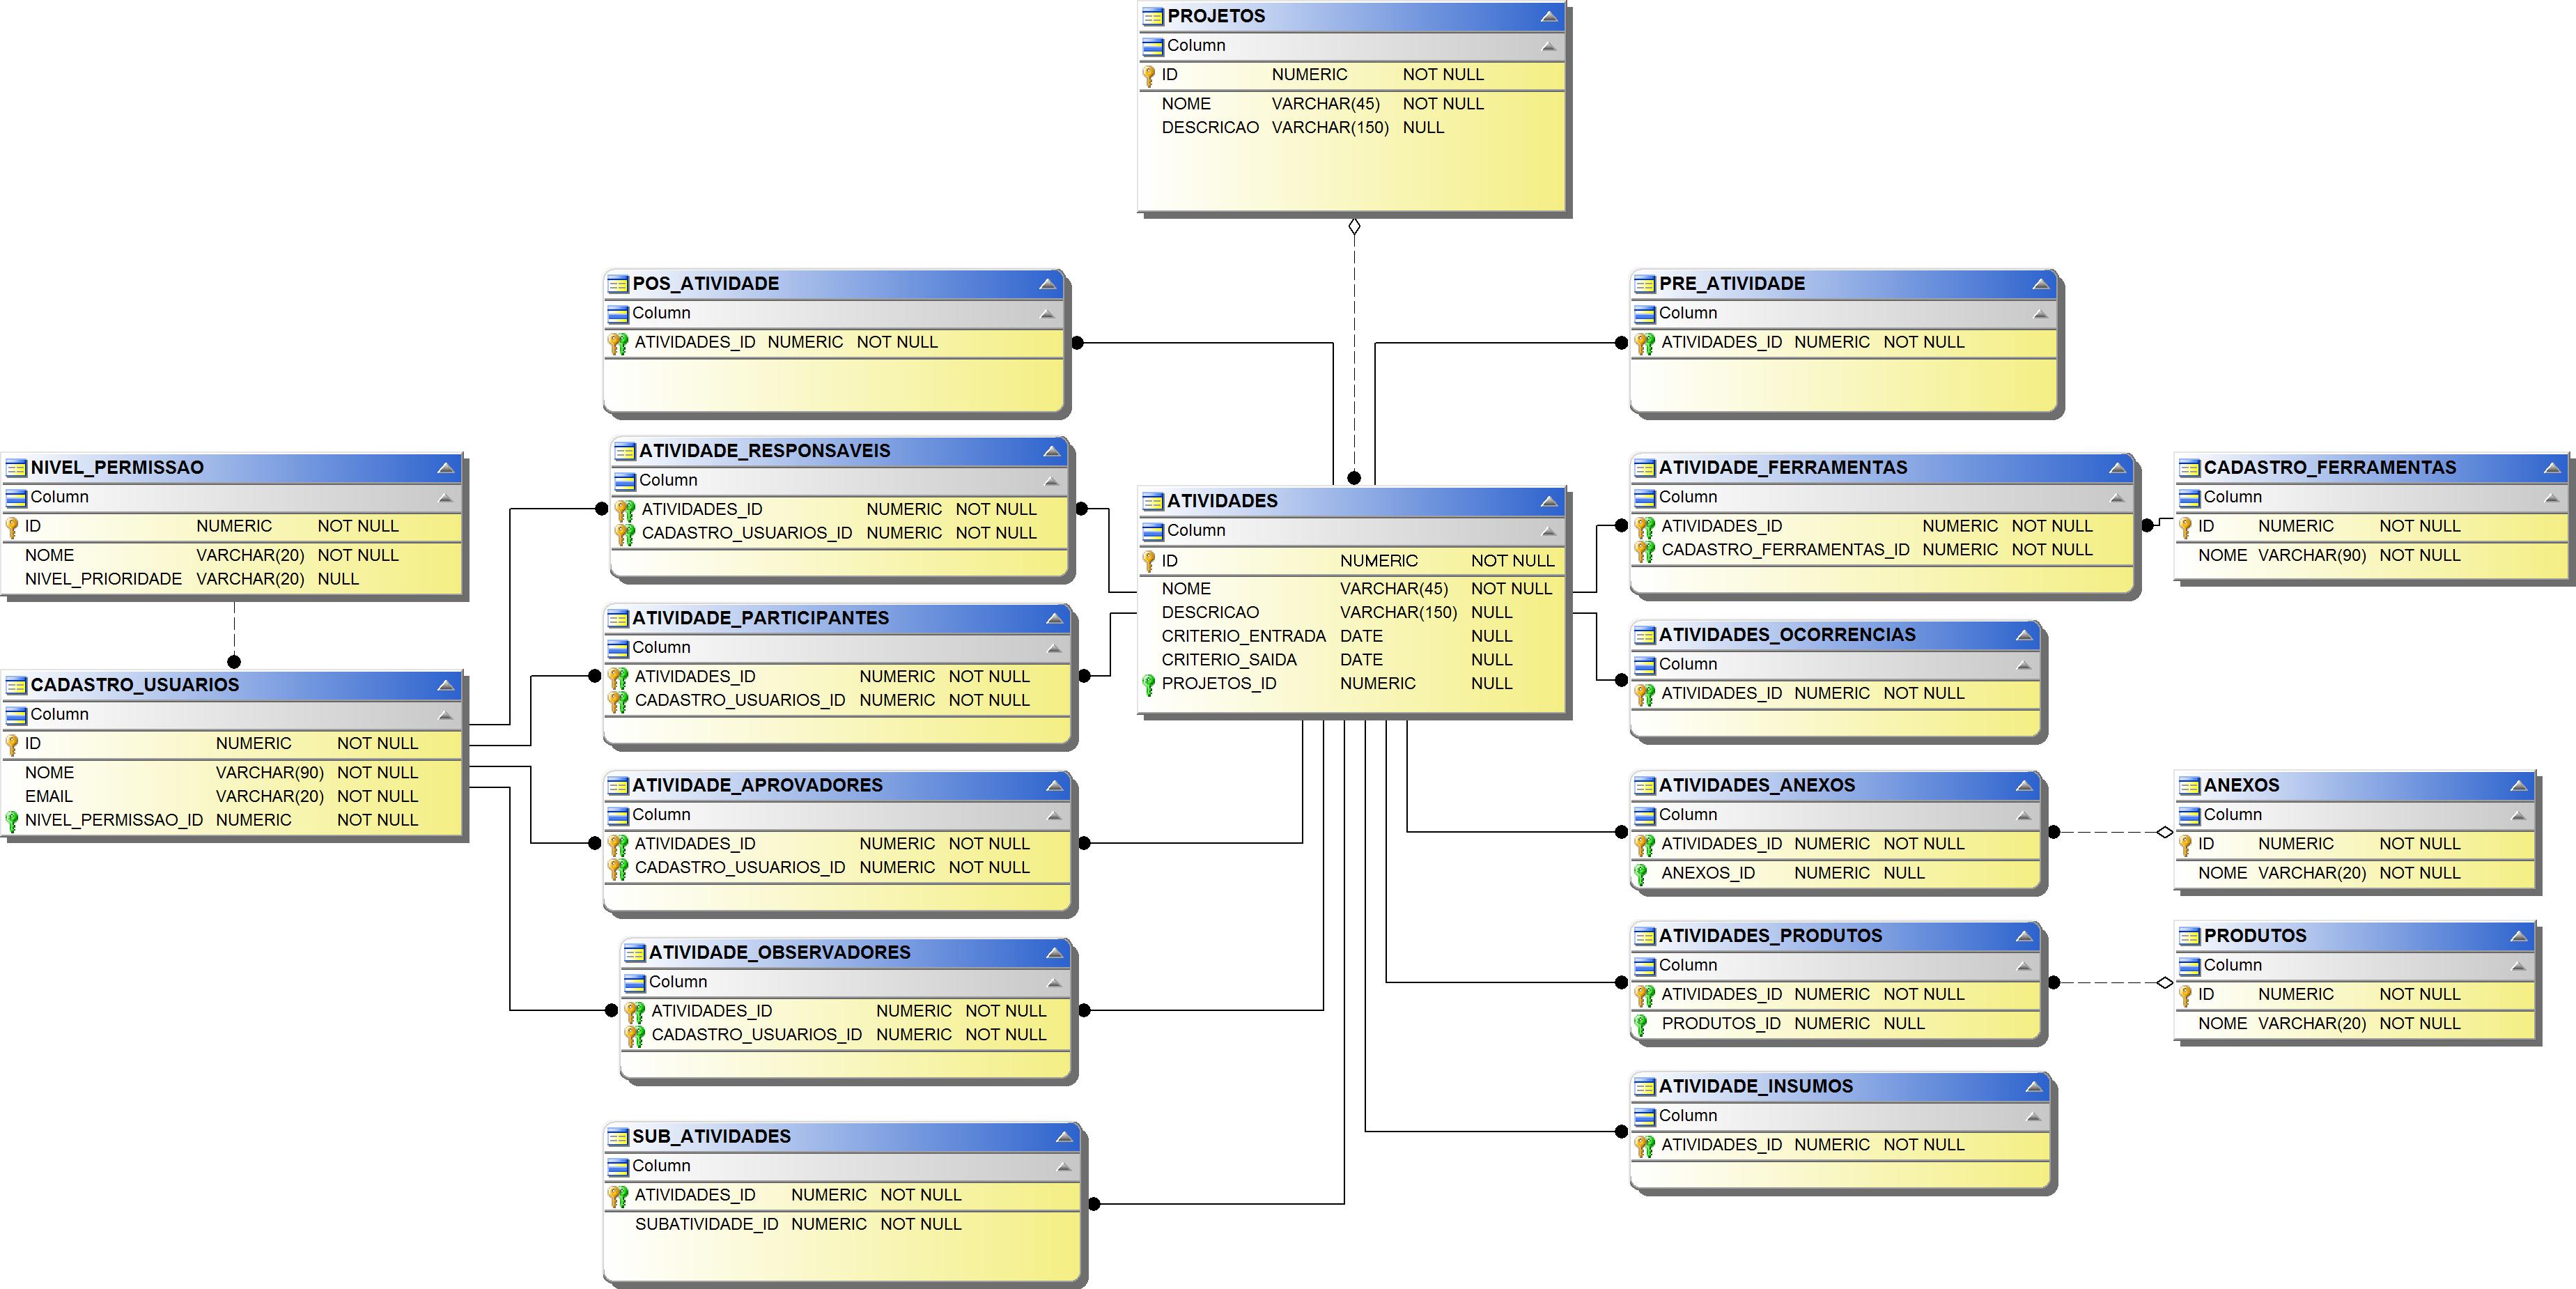 PROJETOS
Column
ID NUMERIC NOT NULL
NOME VARCHAR(45) NOT NULL
DESCRICAO VARCHAR(150) NULL
POS_ATIVIDADE
Column
ATIVIDADES_ID NUMERIC NOT NULL
PRE_ATIVIDADE
Column
ATIVIDADES_ID NUMERIC NOT NULL
NIVEL_PERMISSAO
Column
ID NUMERIC NOT NULL
NOME VARCHAR(20) NOT NULL
NIVEL_PRIORIDADE VARCHAR(20) NULL
ATIVIDADE_RESPONSAVEIS
Column
ATIVIDADES_ID NUMERIC NOT NULL
CADASTRO_USUARIOS_ID NUMERIC NOT NULL
ATIVIDADES
Column
ID NUMERIC NOT NULL
NOME VARCHAR(45) NOT NULL
DESCRICAO VARCHAR(150) NULL
CRITERIO_ENTRADA DATE NULL
CRITERIO_SAIDA DATE NULL
PROJETOS_ID NUMERIC NULL
ATIVIDADE_FERRAMENTAS
Column
ATIVIDADES_ID NUMERIC NOT NULL
CADASTRO_FERRAMENTAS_ID NUMERIC NOT NULL
CADASTRO_FERRAMENTAS
Column
ID NUMERIC NOT NULL
NOME VARCHAR(90) NOT NULL
ATIVIDADE_PARTICIPANTES
Column
ATIVIDADES_ID NUMERIC NOT NULL
CADASTRO_USUARIOS_ID NUMERIC NOT NULL
ATIVIDADES_OCORRENCIAS
Column
ATIVIDADES_ID NUMERIC NOT NULL
CADASTRO_USUARIOS
Column
ID NUMERIC NOT NULL
NOME VARCHAR(90) NOT NULL
EMAIL VARCHAR(20) NOT NULL
NIVEL_PERMISSAO_ID NUMERIC NOT NULL
ATIVIDADE_APROVADORES
Column
ATIVIDADES_ID NUMERIC NOT NULL
CADASTRO_USUARIOS_ID NUMERIC NOT NULL
ATIVIDADES_ANEXOS
Column
ATIVIDADES_ID NUMERIC NOT NULL
ANEXOS_ID NUMERIC NULL
ANEXOS
Column
ID NUMERIC NOT NULL
NOME VARCHAR(20) NOT NULL
ATIVIDADE_OBSERVADORES
Column
ATIVIDADES_ID NUMERIC NOT NULL
CADASTRO_USUARIOS_ID NUMERIC NOT NULL
ATIVIDADES_PRODUTOS
Column
ATIVIDADES_ID NUMERIC NOT NULL
PRODUTOS_ID NUMERIC NULL
PRODUTOS
Column
ID NUMERIC NOT NULL
NOME VARCHAR(20) NOT NULL
SUB_ATIVIDADES
Column
ATIVIDADES_ID NUMERIC NOT NULL
SUBATIVIDADE_ID NUMERIC NOT NULL
ATIVIDADE_INSUMOS
Column
ATIVIDADES_ID NUMERIC NOT NULL